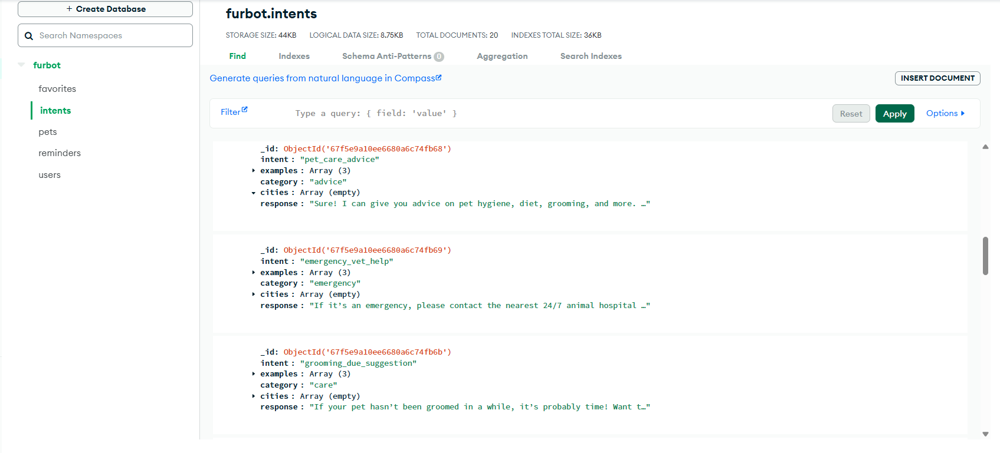 + Create Database
Search Namespaces
furbot
favorites
intents
pets
reminders
users
furbot.intents
STORAGE SIZE: 44KB LOGICAL DATA SIZE: 8.75KB TOTAL DOCUMENTS: 20 INDEXES TOTAL SIZE: 36KB
Find Indexes Schema Anti-Patterns 0 Aggregation Search Indexes
Generate queries from natural language in Compass
INSERT DOCUMENT
Filter Type a query: { field: 'value' } Reset Apply Options
_id: ObjectId('67f5e9a10ee6680a6c74fb68')
intent : "pet_care_advice"
examples : Array (3)
category : "advice"
cities : Array (empty)
response : "Sure! I can give you advice on pet hygiene, diet, grooming, and more. …"
_id: ObjectId('67f5e9a10ee6680a6c74fb69')
intent : "emergency_vet_help"
examples : Array (3)
category : "emergency"
cities : Array (empty)
response : "If it’s an emergency, please contact the nearest 24/7 animal hospital …"
_id: ObjectId('67f5e9a10ee6680a6c74fb6b')
intent : "grooming_due_suggestion"
examples : Array (3)
category : "care"
cities : Array (empty)
response : "If your pet hasn’t been groomed in a while, it’s probably time! Want t…"